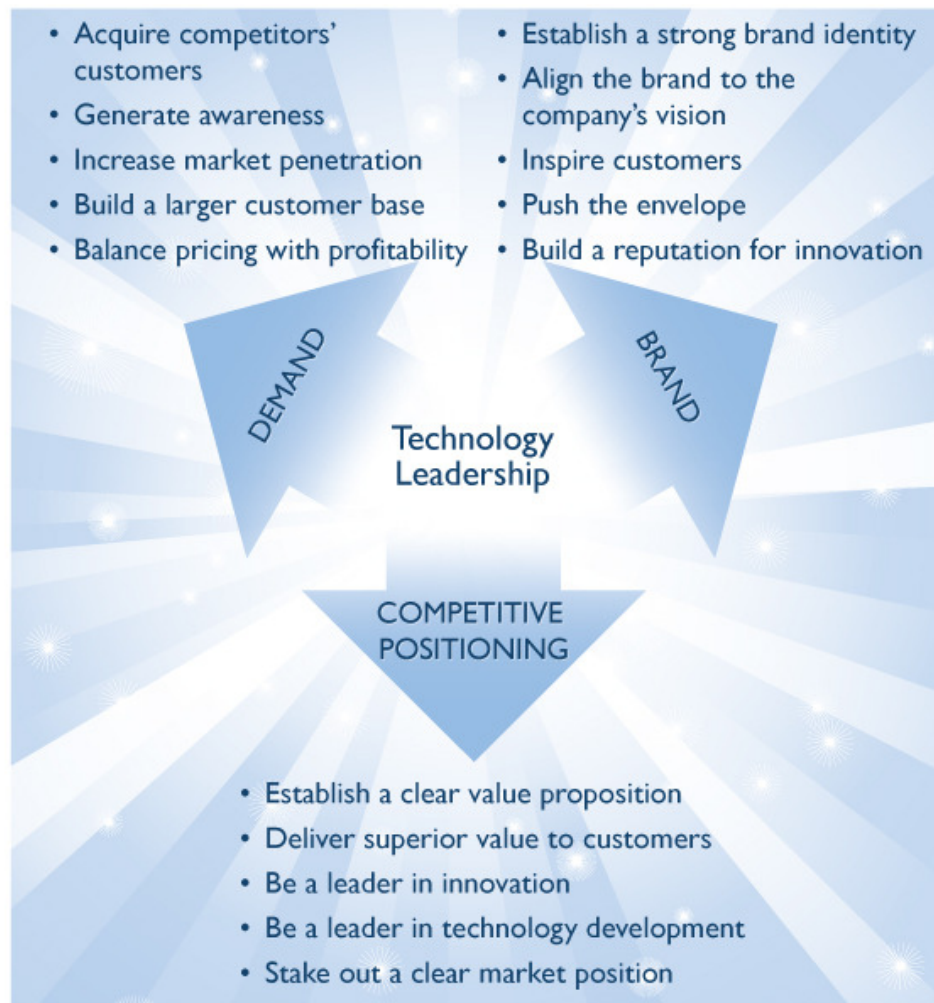 • Acquire competitors’
customers
• Generate awareness
• Increase market penetration
• Build a larger customer base
• Balance pricing with profitability
• Establish a strong brand identity
• Align the brand to the
company’s vision
• Inspire customers
• Push the envelope
• Build a reputation for innovation
DEMAND
BRAND
Technology
Leadership
COMPETITIVE
POSITIONING
• Establish a clear value proposition
• Deliver superior value to customers
• Be a leader in innovation
• Be a leader in technology development
• Stake out a clear market position